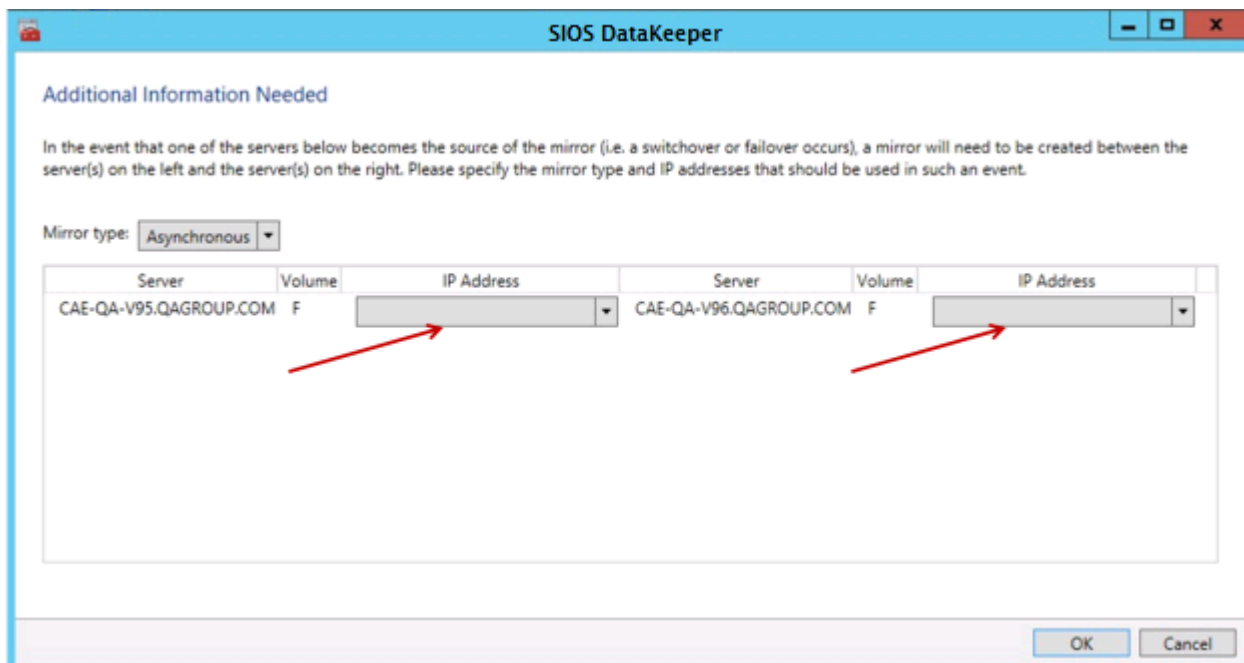 SIOS DataKeeper
Additional Information Needed
In the event that one of the servers below becomes the source of the mirror (i.e. a switchover or failover occurs), a mirror will need to be created between the
server(s) on the left and the server(s) on the right. Please specify the mirror type and IP addresses that should be used in such an event.
Mirror type: Asynchronous
Server Volume IP Address Server Volume IP Address
CAE-QA-V95.QAGROUP.COM F CAE-QA-V96.QAGROUP.COM F
OK Cancel